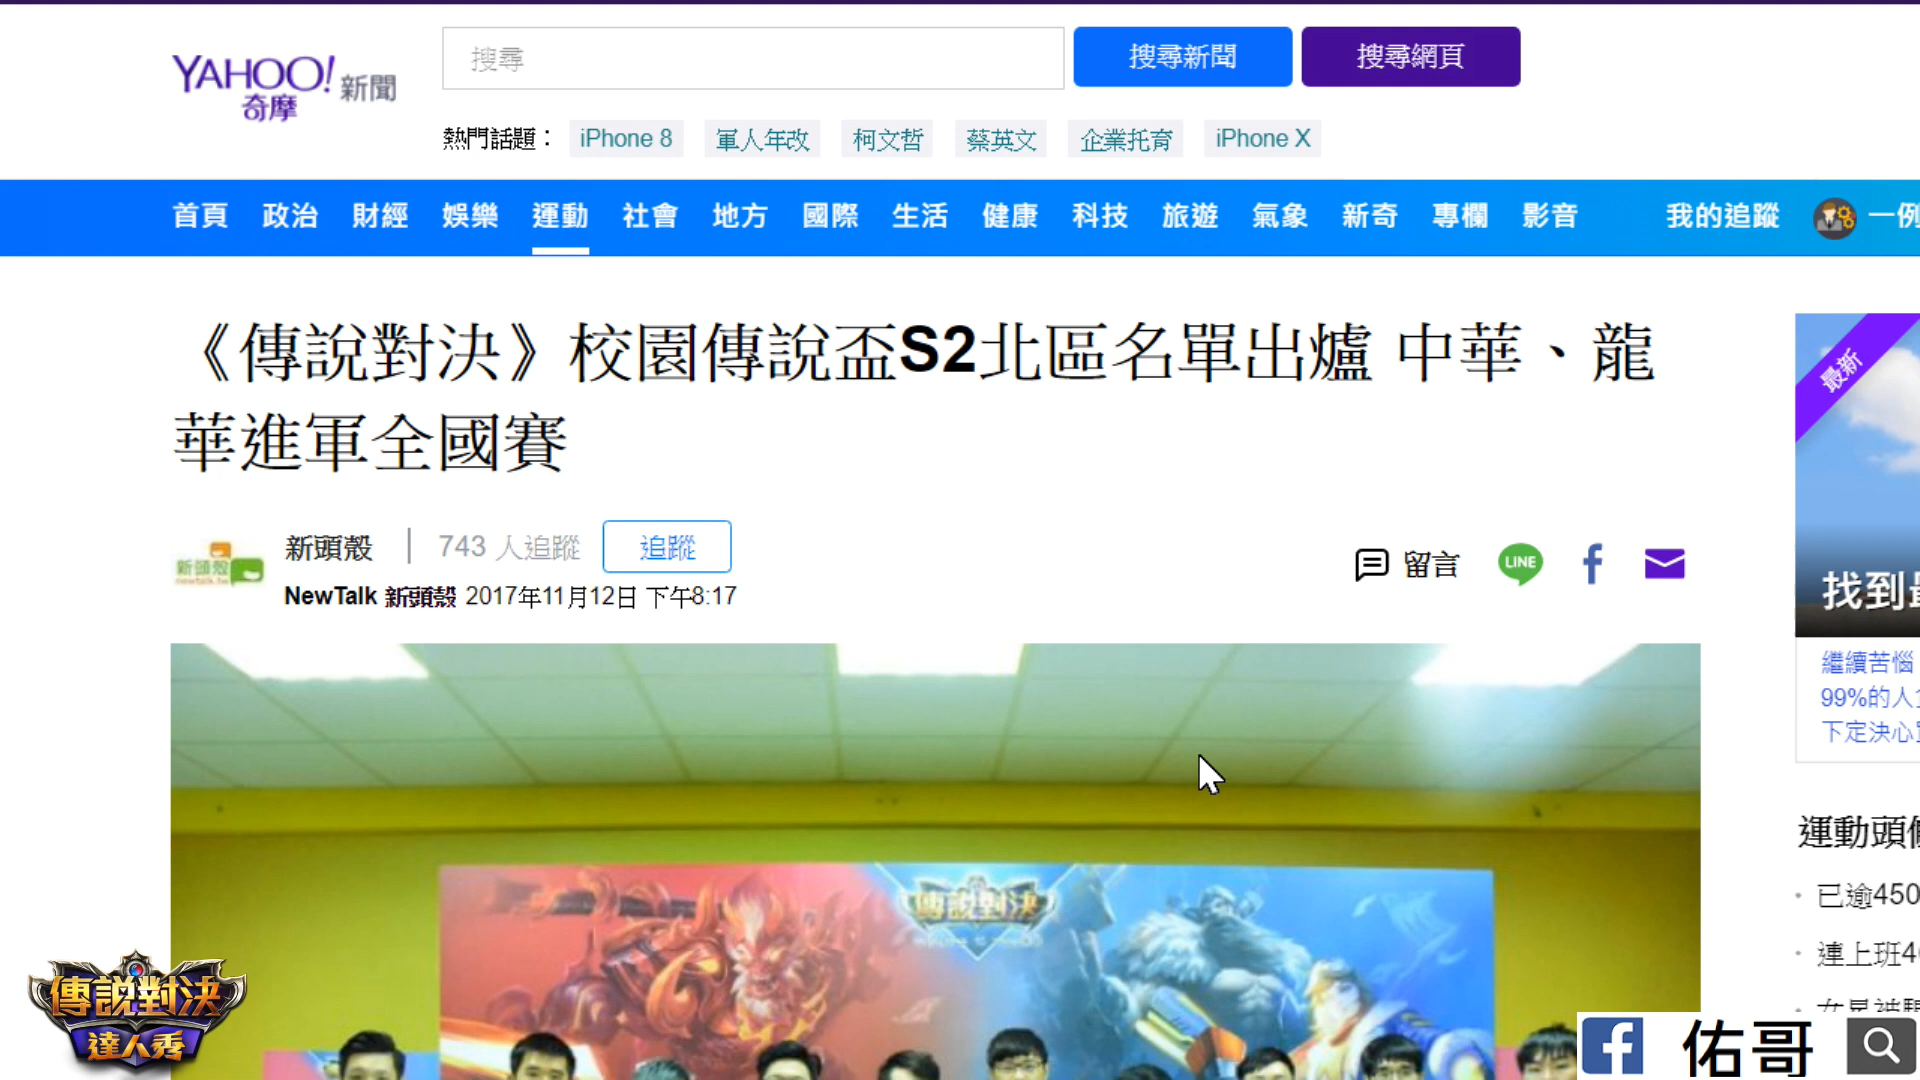 YAHOO!
奇摩
新聞
搜尋
搜尋新聞
搜尋網頁
熱門話題：
iPhone 8
軍人年改
柯文哲
蔡英文
企業托育
iPhone X
首頁 政治 財經 娛樂 運動 社會 地方 國際 生活 健康 科技 旅遊 氣象 新奇 專欄 影音 我的追蹤 一例
《傳說對決》校園傳說盃S2北區名單出爐 中華、龍
華進軍全國賽
新頭殼
newtalk.tw
新頭殼 | 743 人追蹤 追蹤
NewTalk 新頭殼 2017年11月12日 下午8:17
留言
LINE
最新
找到
繼續苦惱
99%的人
下定決心
運動頭
已逾450
連上班4
傳說對決
傳說對決
達人秀
佑哥